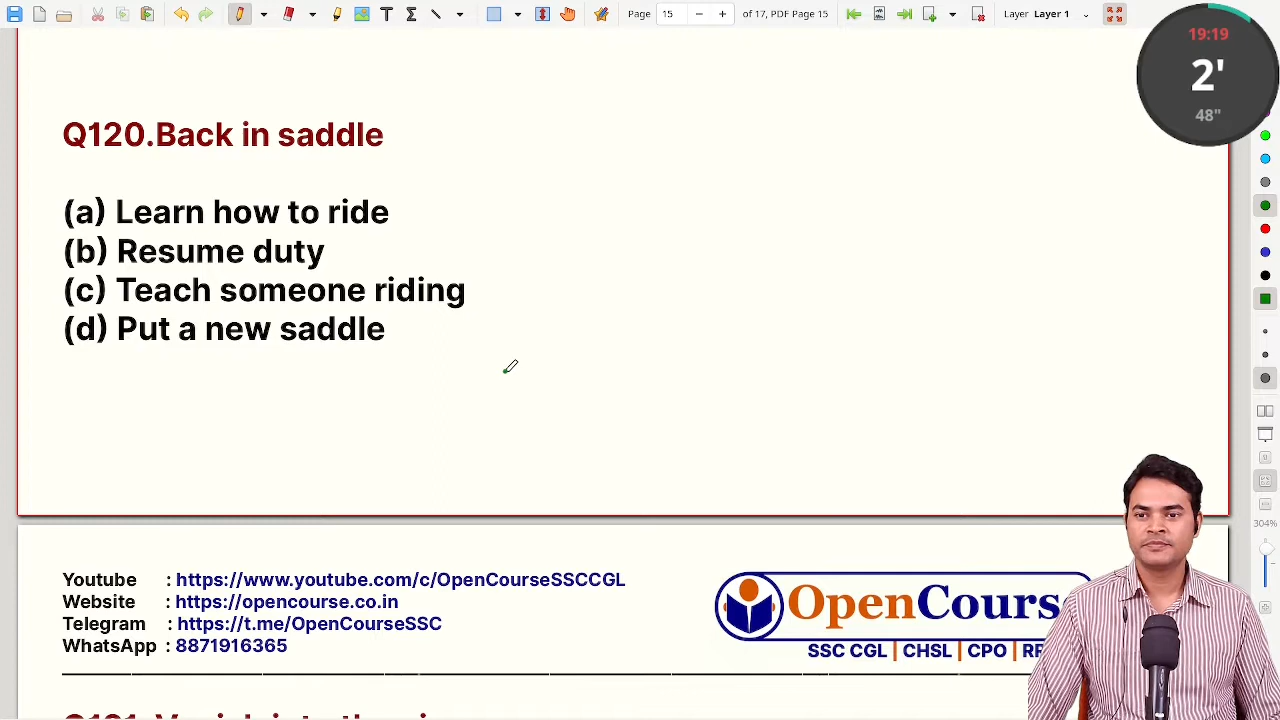 Page 15 of 17, PDF Page 15 Layer Layer 1
19:19
2'
48"
Q120.Back in saddle
(a) Learn how to ride
(b) Resume duty
(c) Teach someone riding
(d) Put a new saddle
304%
Youtube : https://www.youtube.com/c/OpenCourseSSCCGL
Website : https://opencourse.co.in
Telegram : https://t.me/OpenCourseSSC
WhatsApp : 8871916365
OpenCours
SSC CGL | CHSL | CPO |